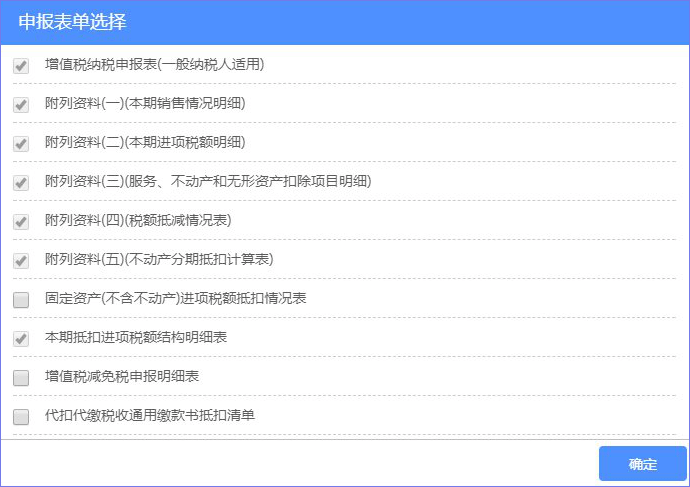 申报表单选择
增值税纳税申报表(一般纳税人适用)
附列资料(一)(本期销售情况明细)
附列资料(二)(本期进项税额明细)
附列资料(三)(服务、不动产和无形资产扣除项目明细)
附列资料(四)(税额抵减情况表)
附列资料(五)(不动产分期抵扣计算表)
固定资产(不含不动产)进项税额抵扣情况表
本期抵扣进项税额结构明细表
增值税减免税申报明细表
代扣代缴税收通用缴款书抵扣清单
确定